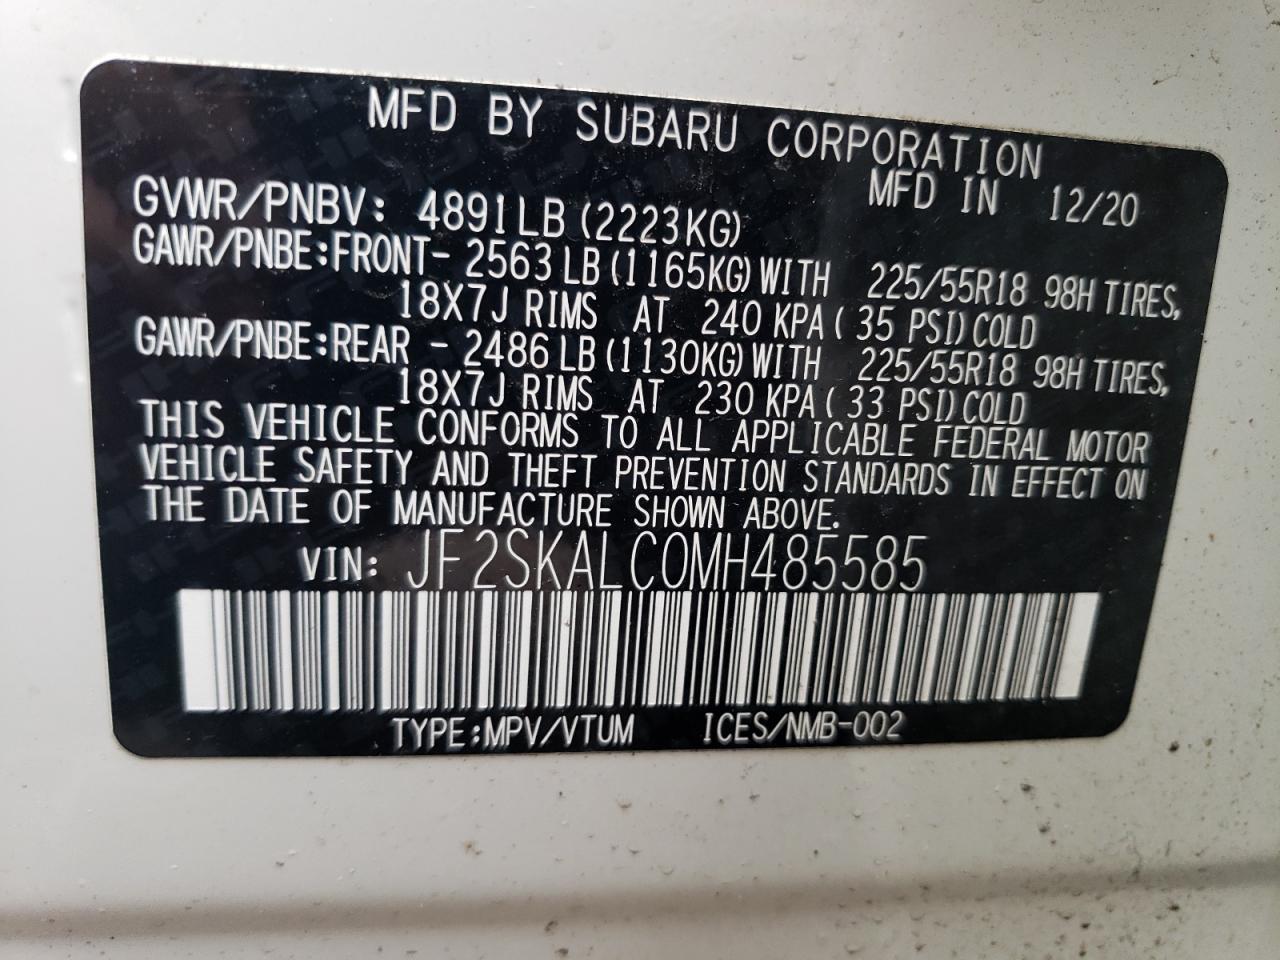 MFD BY SUBARU CORPORATION
MFD IN 12/20
GVWR/PNBV: 4891LB (2223KG)
GAWR/PNBE:FRONT- 2563 LB (1165KG) WITH 225/55R18 98H TIRES,
18X7J RIMS AT 240 KPA ( 35 PSI) COLD
GAWR/PNBE:REAR - 2486 LB (1130KG) WITH 225/55R18 98H TIRES,
18X7J RIMS AT 230 KPA ( 33 PSI) COLD
THIS VEHICLE CONFORMS TO ALL APPLICABLE FEDERAL MOTOR
VEHICLE SAFETY AND THEFT PREVENTION STANDARDS IN EFFECT ON
THE DATE OF MANUFACTURE SHOWN ABOVE.
VIN: JF2SKALC0MH485585
TYPE:MPV/VTUM ICES/NMB-002